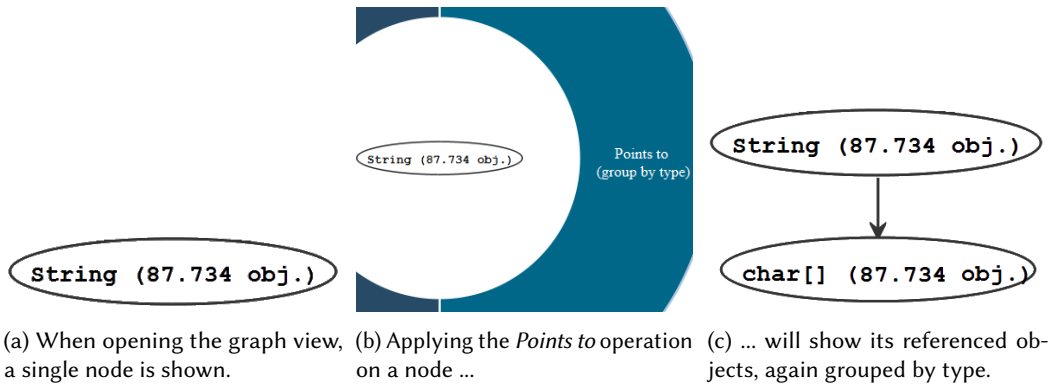 String (87.734 obj.)
(a) When opening the graph view,
a single node is shown.
String (87.734 obj.)
Points to
(group by type)
(b) Applying the Points to operation
on a node ...
String (87.734 obj.)
char[] (87.734 obj.)
(c) ... will show its referenced ob-
jects, again grouped by type.